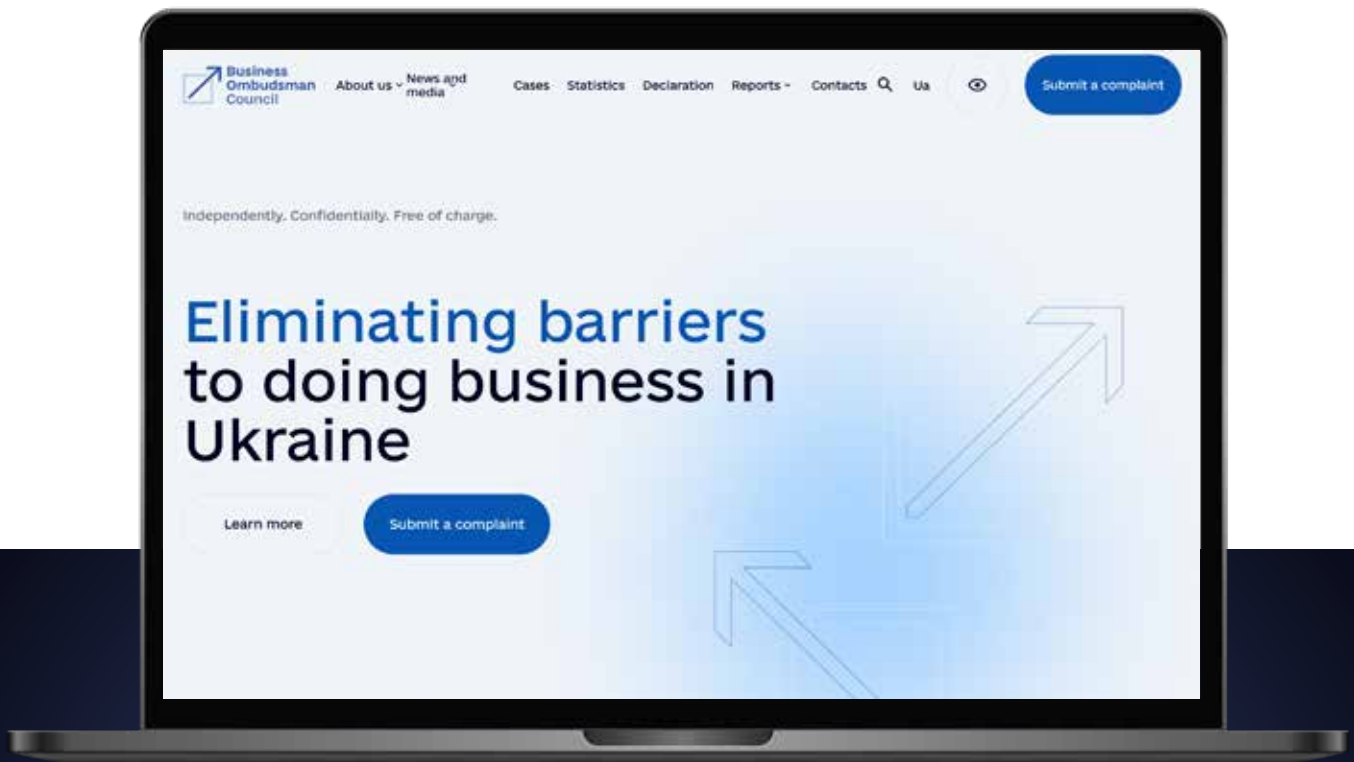 Business
Ombudsman
Council
About us
News and
media
Cases
Statistics
Declaration
Reports
Contacts
Ua
Submit a complaint
Independently. Confidentially. Free of charge.
Eliminating barriers
to doing business in
Ukraine
Learn more
Submit a complaint